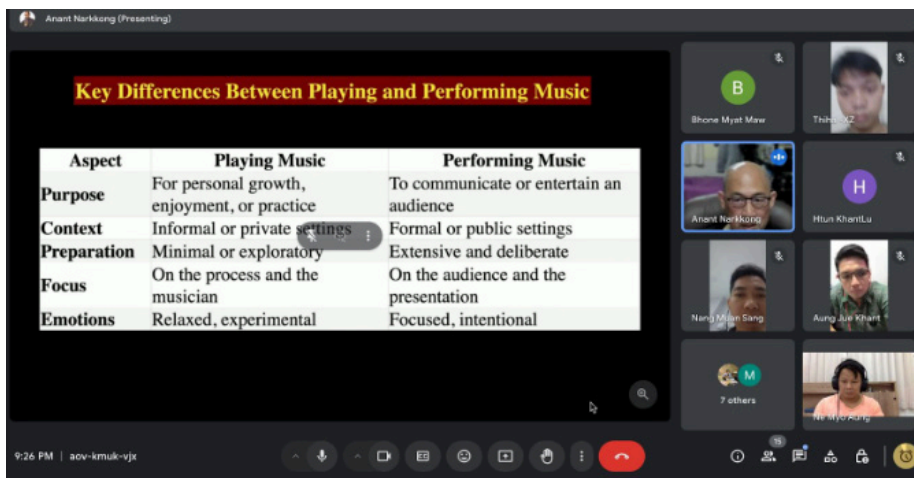 Anant Narkkong (Presenting)
Key Differences Between Playing and Performing Music
Aspect Playing Music Performing Music
Purpose For personal growth, enjoyment, or practice To communicate or entertain an audience
Context Informal or private settings Formal or public settings
Preparation Minimal or exploratory Extensive and deliberate
Focus On the process and the musician On the audience and the presentation
Emotions Relaxed, experimental Focused, intentional
B
Bhone Myat Maw
Anant Narkkong
H
Htun KhantLu
Nang Muan Sang
Aung Jue Khant
M
7 others
9:26 PM | aov-kmuk-vjx
15